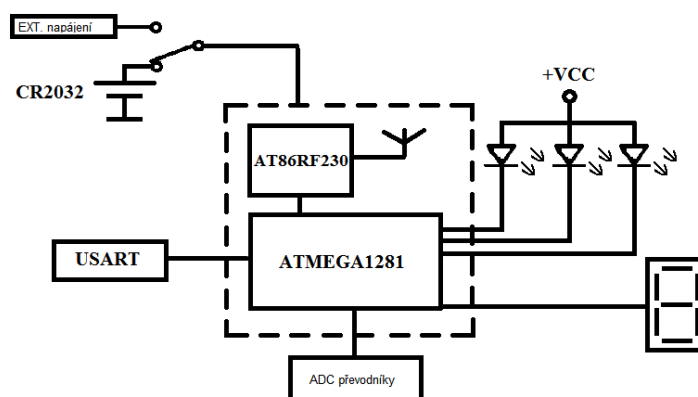 EXT. napájení
CR2032
+VCC
AT86RF230
USART
ATMEGA1281
ADC převodníky